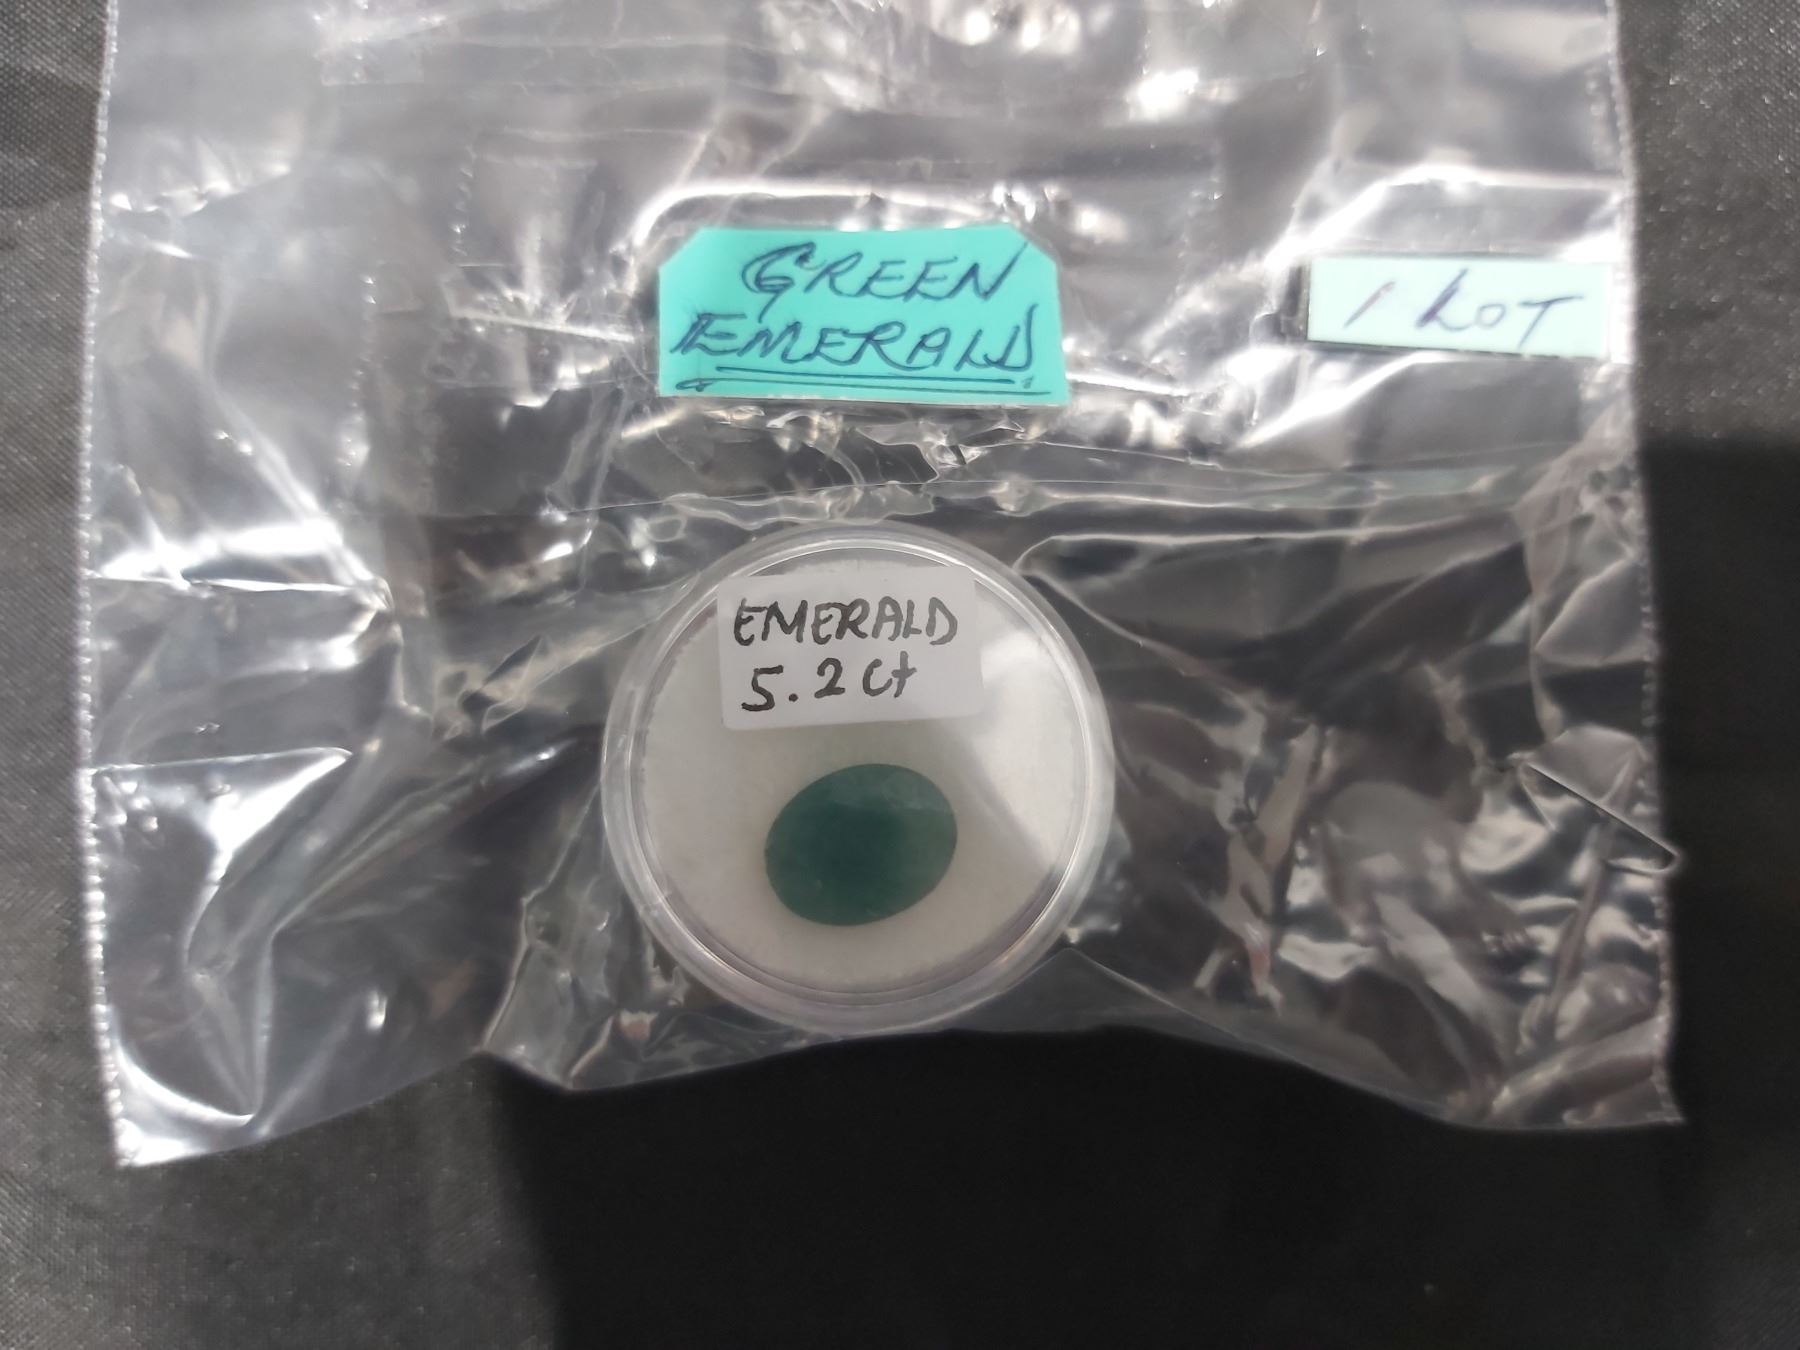 GREEN
EMERALD
1 LOT
EMERALD
5.2 ct